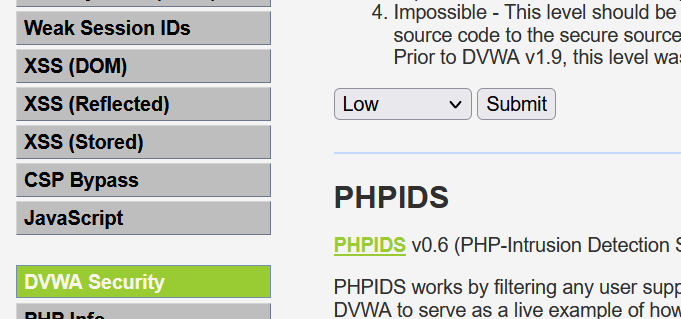 Weak Session IDs
XSS (DOM)
XSS (Reflected)
XSS (Stored)
CSP Bypass
JavaScript
DVWA Security
PHP Info
4. Impossible - This level should be
source code to the secure source
Prior to DVWA v1.9, this level was
Low
Submit
PHPIDS
PHPIDS v0.6 (PHP-Intrusion Detection S
PHPIDS works by filtering any user supp
DVWA to serve as a live example of how